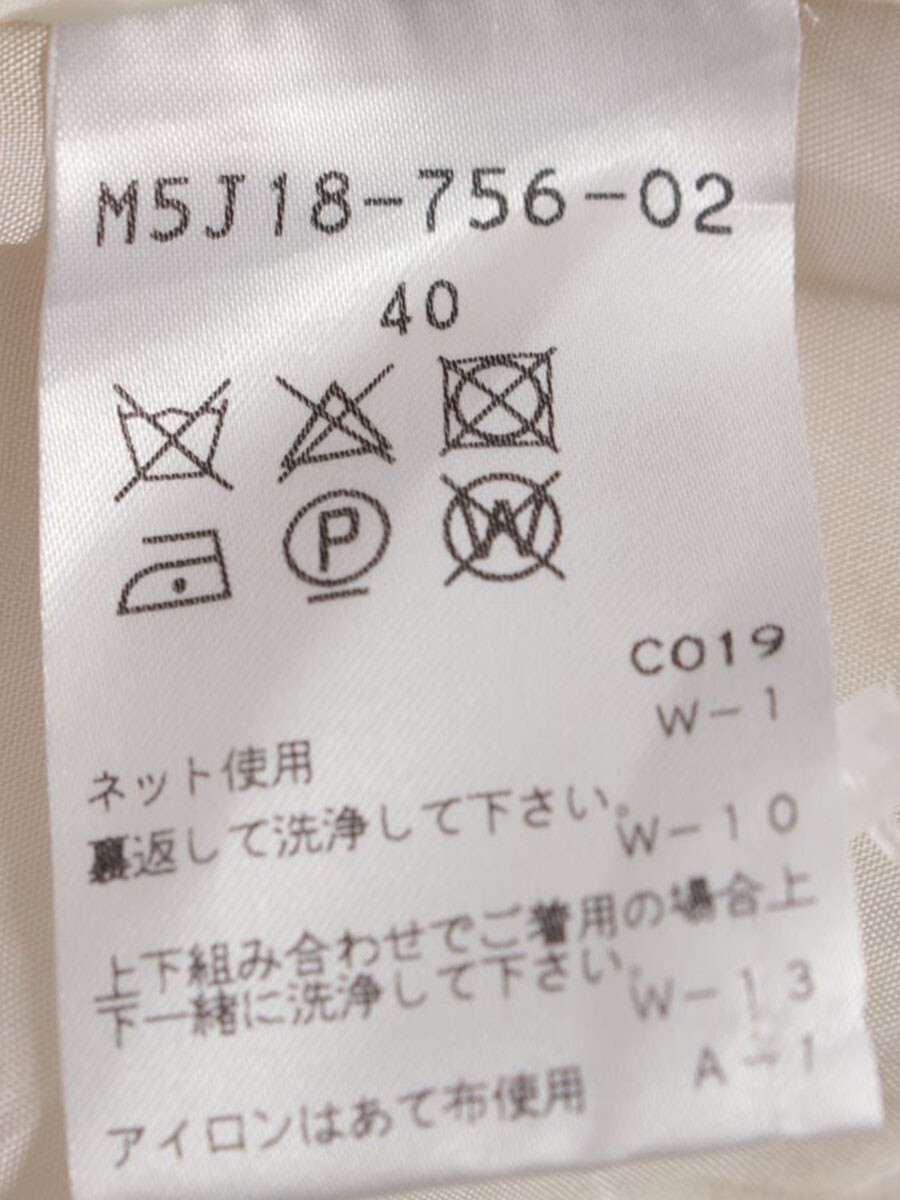 M5J18-756-02
40
P W
C019
W-1
ネット使用
裏返して洗浄して下さい。
W-10
上下組み合わせでご着用の場合上
下一緒に洗浄して下さい。
W-13
A-1
アイロンはあて布使用